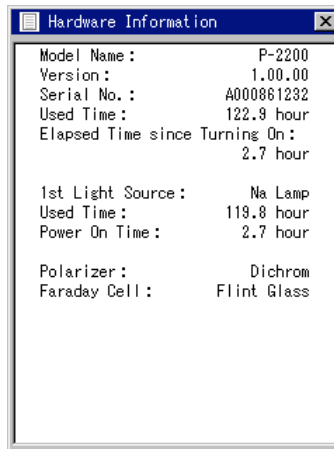 Hardware Information
Model Name: P-2200
Version: 1.00.00
Serial No.: A000861232
Used Time: 122.9 hour
Elapsed Time since Turning On:
2.7 hour
1st Light Source: Na Lamp
Used Time: 119.8 hour
Power On Time: 2.7 hour
Polarizer: Dichrom
Faraday Cell: Flint Glass